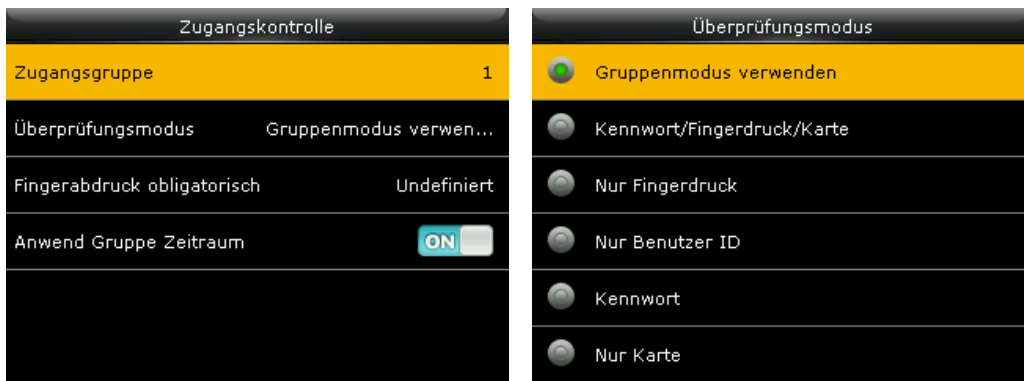 Zugangskontrolle
Zugangsgruppe 1
Überprüfungsmodus Gruppenmodus verwen...
Fingerabdruck obligatorisch Undefiniert
Anwend Gruppe Zeitraum ON
Überprüfungsmodus
Gruppenmodus verwenden
Kennwort/Fingerdruck/Karte
Nur Fingerdruck
Nur Benutzer ID
Kennwort
Nur Karte